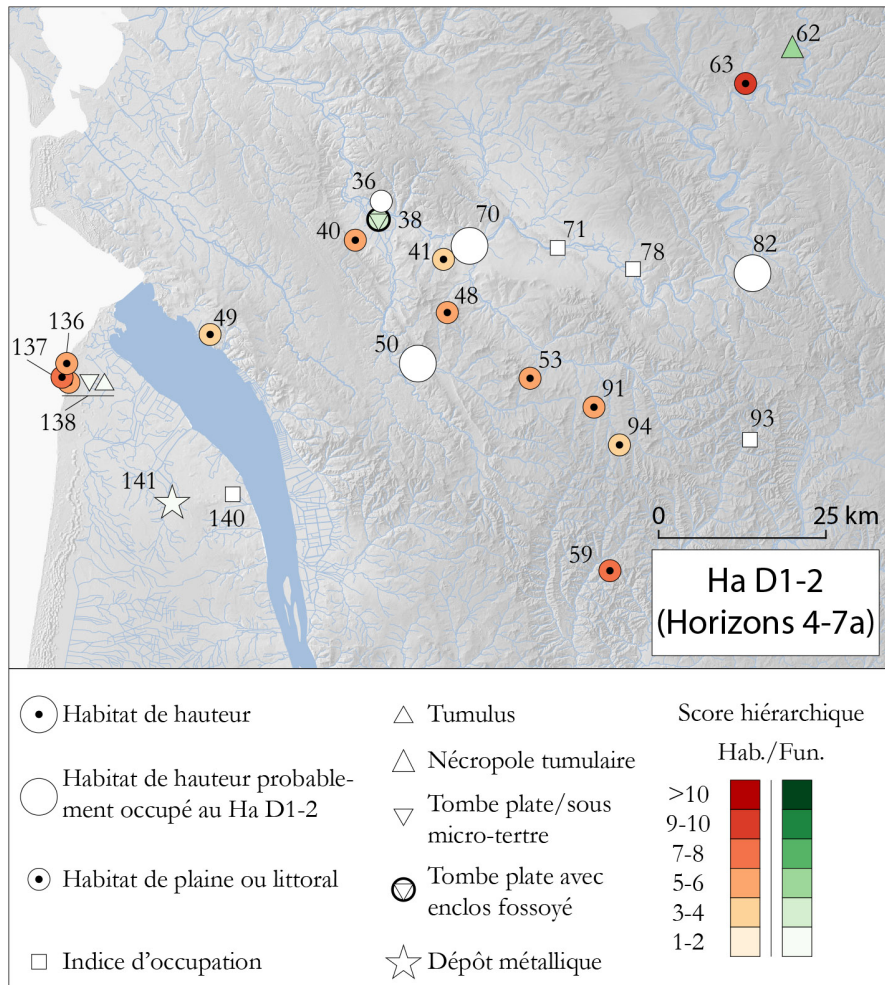 62
63
36
38
70
71
40
41
78
82
48
49
136
50
137
53
138
91
94
93
141
140
0
25 km
59
Ha D1-2
(Horizons 4-7a)
Habitat de hauteur
Habitat de hauteur probable-
ment occupé au Ha D1-2
Habitat de plaine ou littoral
Indice d'occupation
Tumulus
Nécropole tumulaire
Tombe plate/sous
micro-tertre
Tombe plate avec
enclos fossoyé
Dépôt métallique
Score hiérarchique
Hab./Fun.
>10
9-10
7-8
5-6
3-4
1-2